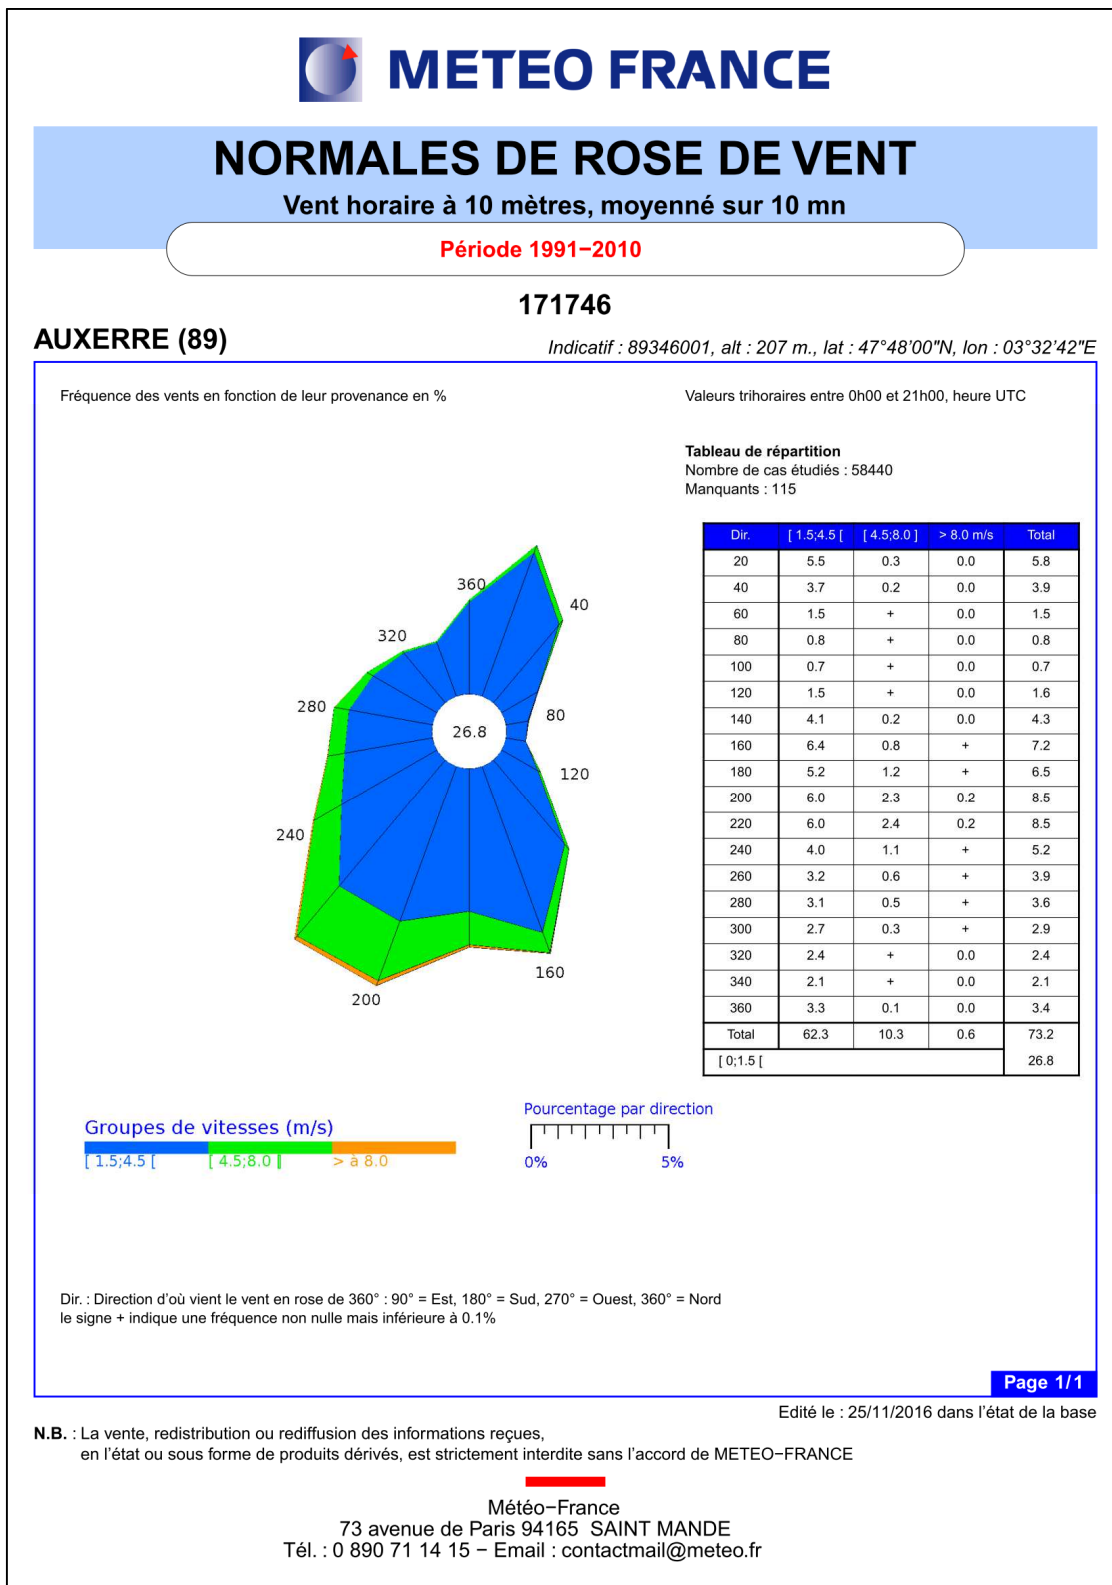 METEO FRANCE
NORMALES DE ROSE DE VENT
Vent horaire à 10 mètres, moyenné sur 10 mn
Période 1991−2010
171746
AUXERRE (89)
Indicatif : 89346001, alt : 207 m., lat : 47°48'00"N, lon : 03°32'42"E
Fréquence des vents en fonction de leur provenance en %
Valeurs trihoraires entre 0h00 et 21h00, heure UTC
Tableau de répartition
Nombre de cas étudiés : 58440
Manquants : 115
360
40
320
280
80
26.8
120
240
160
200
Dir. [ 1.5;4.5 [ [ 4.5;8.0 ] > 8.0 m/s Total
20 5.5 0.3 0.0 5.8
40 3.7 0.2 0.0 3.9
60 1.5 + 0.0 1.5
80 0.8 + 0.0 0.8
100 0.7 + 0.0 0.7
120 1.5 + 0.0 1.6
140 4.1 0.2 0.0 4.3
160 6.4 0.8 + 7.2
180 5.2 1.2 + 6.5
200 6.0 2.3 0.2 8.5
220 6.0 2.4 0.2 8.5
240 4.0 1.1 + 5.2
260 3.2 0.6 + 3.9
280 3.1 0.5 + 3.6
300 2.7 0.3 + 2.9
320 2.4 + 0.0 2.4
340 2.1 + 0.0 2.1
360 3.3 0.1 0.0 3.4
Total 62.3 10.3 0.6 73.2
[ 0;1.5 [ 26.8
Groupes de vitesses (m/s)
[ 1.5;4.5 [ [ 4.5;8.0 ] > à 8.0
Pourcentage par direction
0% 5%
Dir. : Direction d'où vient le vent en rose de 360° : 90° = Est, 180° = Sud, 270° = Ouest, 360° = Nord
le signe + indique une fréquence non nulle mais inférieure à 0.1%
Page 1/1
Edité le : 25/11/2016 dans l'état de la base
N.B. : La vente, redistribution ou rediffusion des informations reçues,
en l'état ou sous forme de produits dérivés, est strictement interdite sans l'accord de METEO−FRANCE
Météo−France
73 avenue de Paris 94165 SAINT MANDE
Tél. : 0 890 71 14 15 − Email : contactmail@meteo.fr